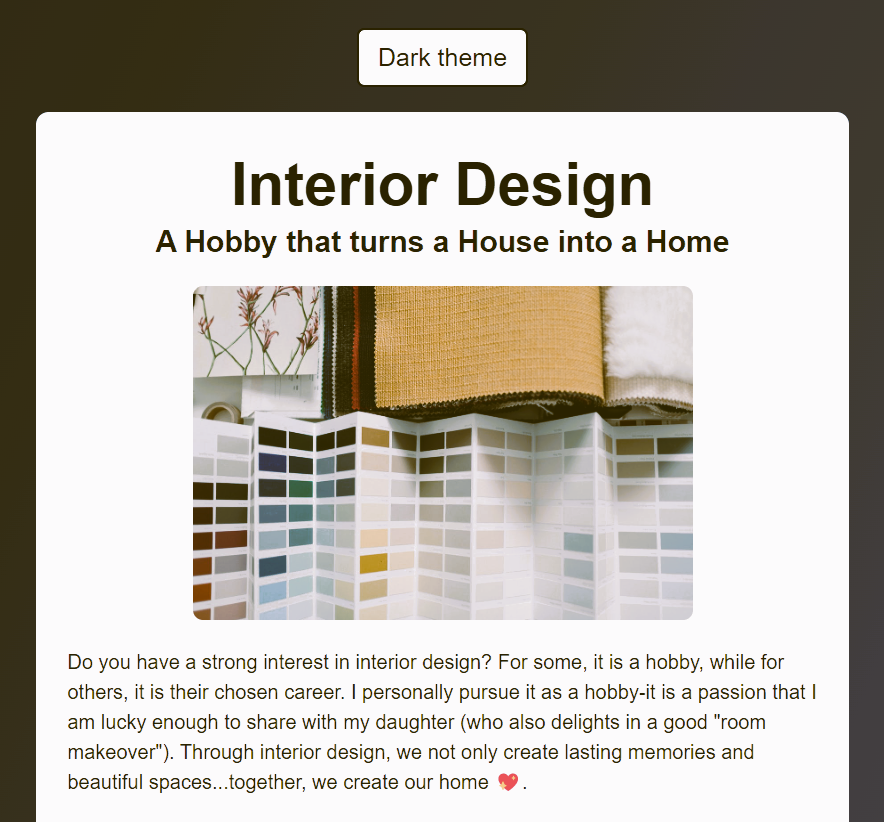 Dark theme
Interior Design
A Hobby that turns a House into a Home
Do you have a strong interest in interior design? For some, it is a hobby, while for
others, it is their chosen career. I personally pursue it as a hobby-it is a passion that I
am lucky enough to share with my daughter (who also delights in a good "room
makeover"). Through interior design, we not only create lasting memories and
beautiful spaces...together, we create our home 💖.